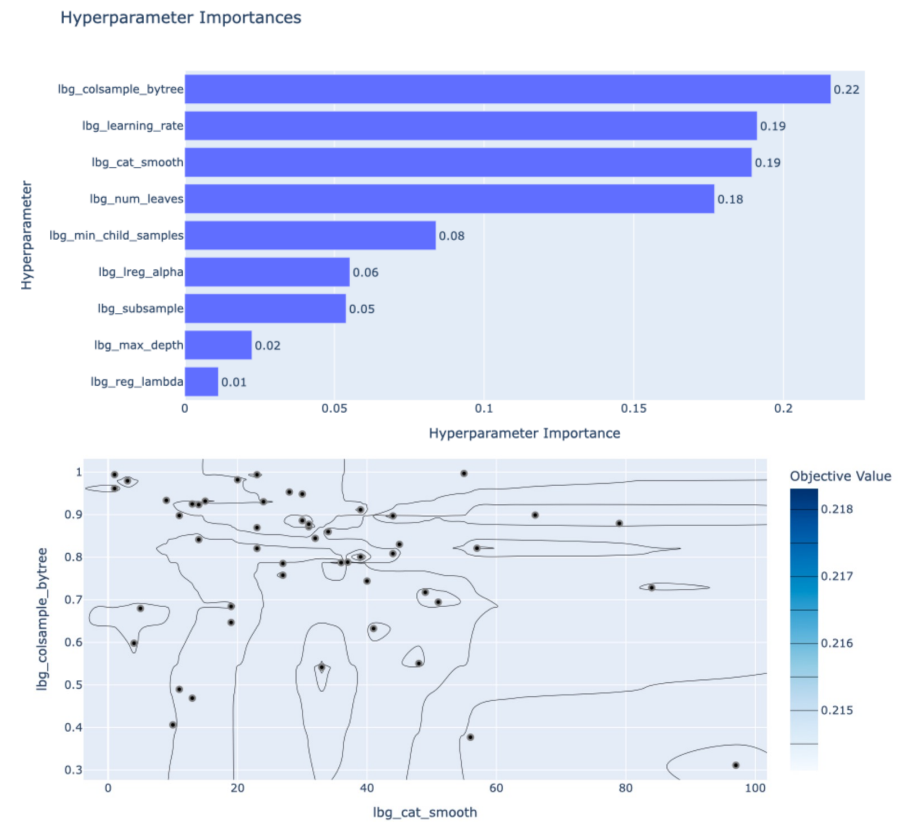 Hyperparameter Importances
Hyperparameter
lbg_colsample_bytree 0.22
lbg_learning_rate 0.19
lbg_cat_smooth 0.19
lbg_num_leaves 0.18
lbg_min_child_samples 0.08
lbg_lreg_alpha 0.06
lbg_subsample 0.05
lbg_max_depth 0.02
lbg_reg_lambda 0.01
0 0.05 0.1 0.15 0.2
Hyperparameter Importance
Objective Value
0.218
0.217
0.216
0.215
lbg_colsample_bytree
1
0.9
0.8
0.7
0.6
0.5
0.4
0.3
0 20 40 60 80 100
lbg_cat_smooth